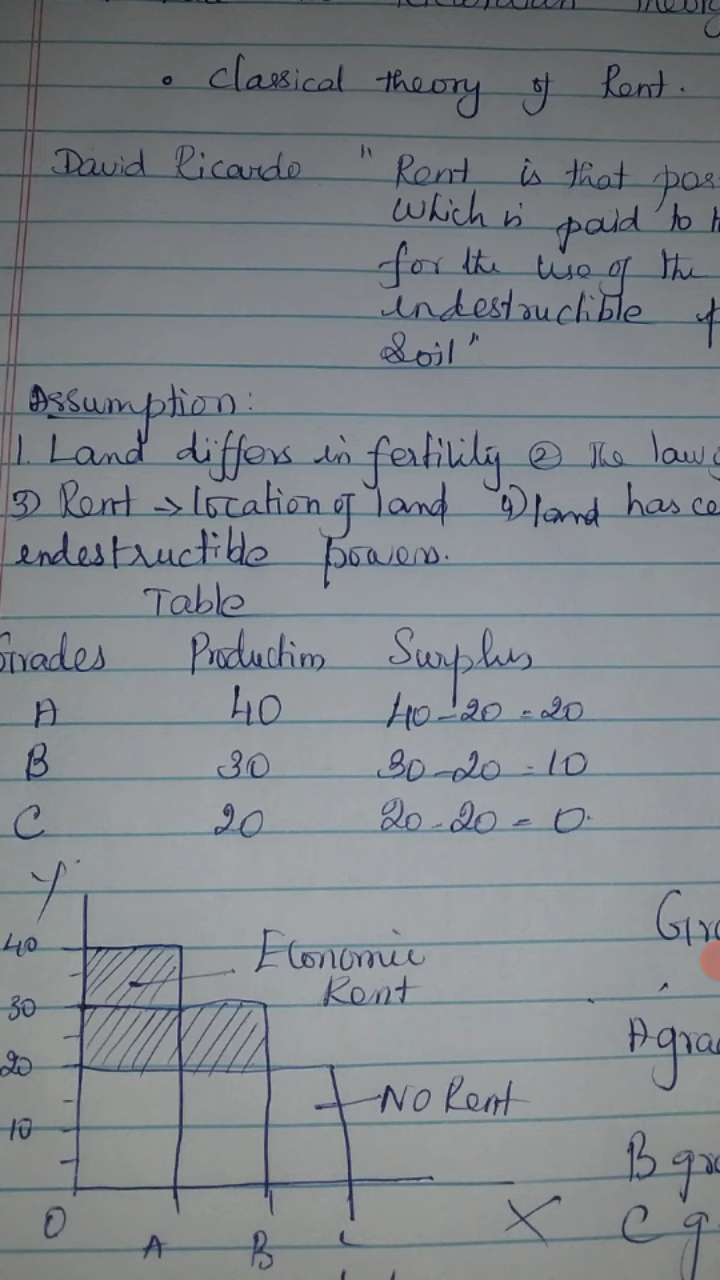 Theory
• Classical theory of Rent.
David Ricardo " Rent is that
Which is paid to
for the use of the
indestructible
Soil"
Assumption:
1. Land differs in fertility ② The law
3) Rent → location of land 4) land has
endestructible powers.
Table
Grades Production Surplus
A 40 40-20=20
B 30 30-20=10
C 20 20-20=0.
Y
40
Economic
Rent
30
20
NO Rent
10
O A B C X
A
B
C